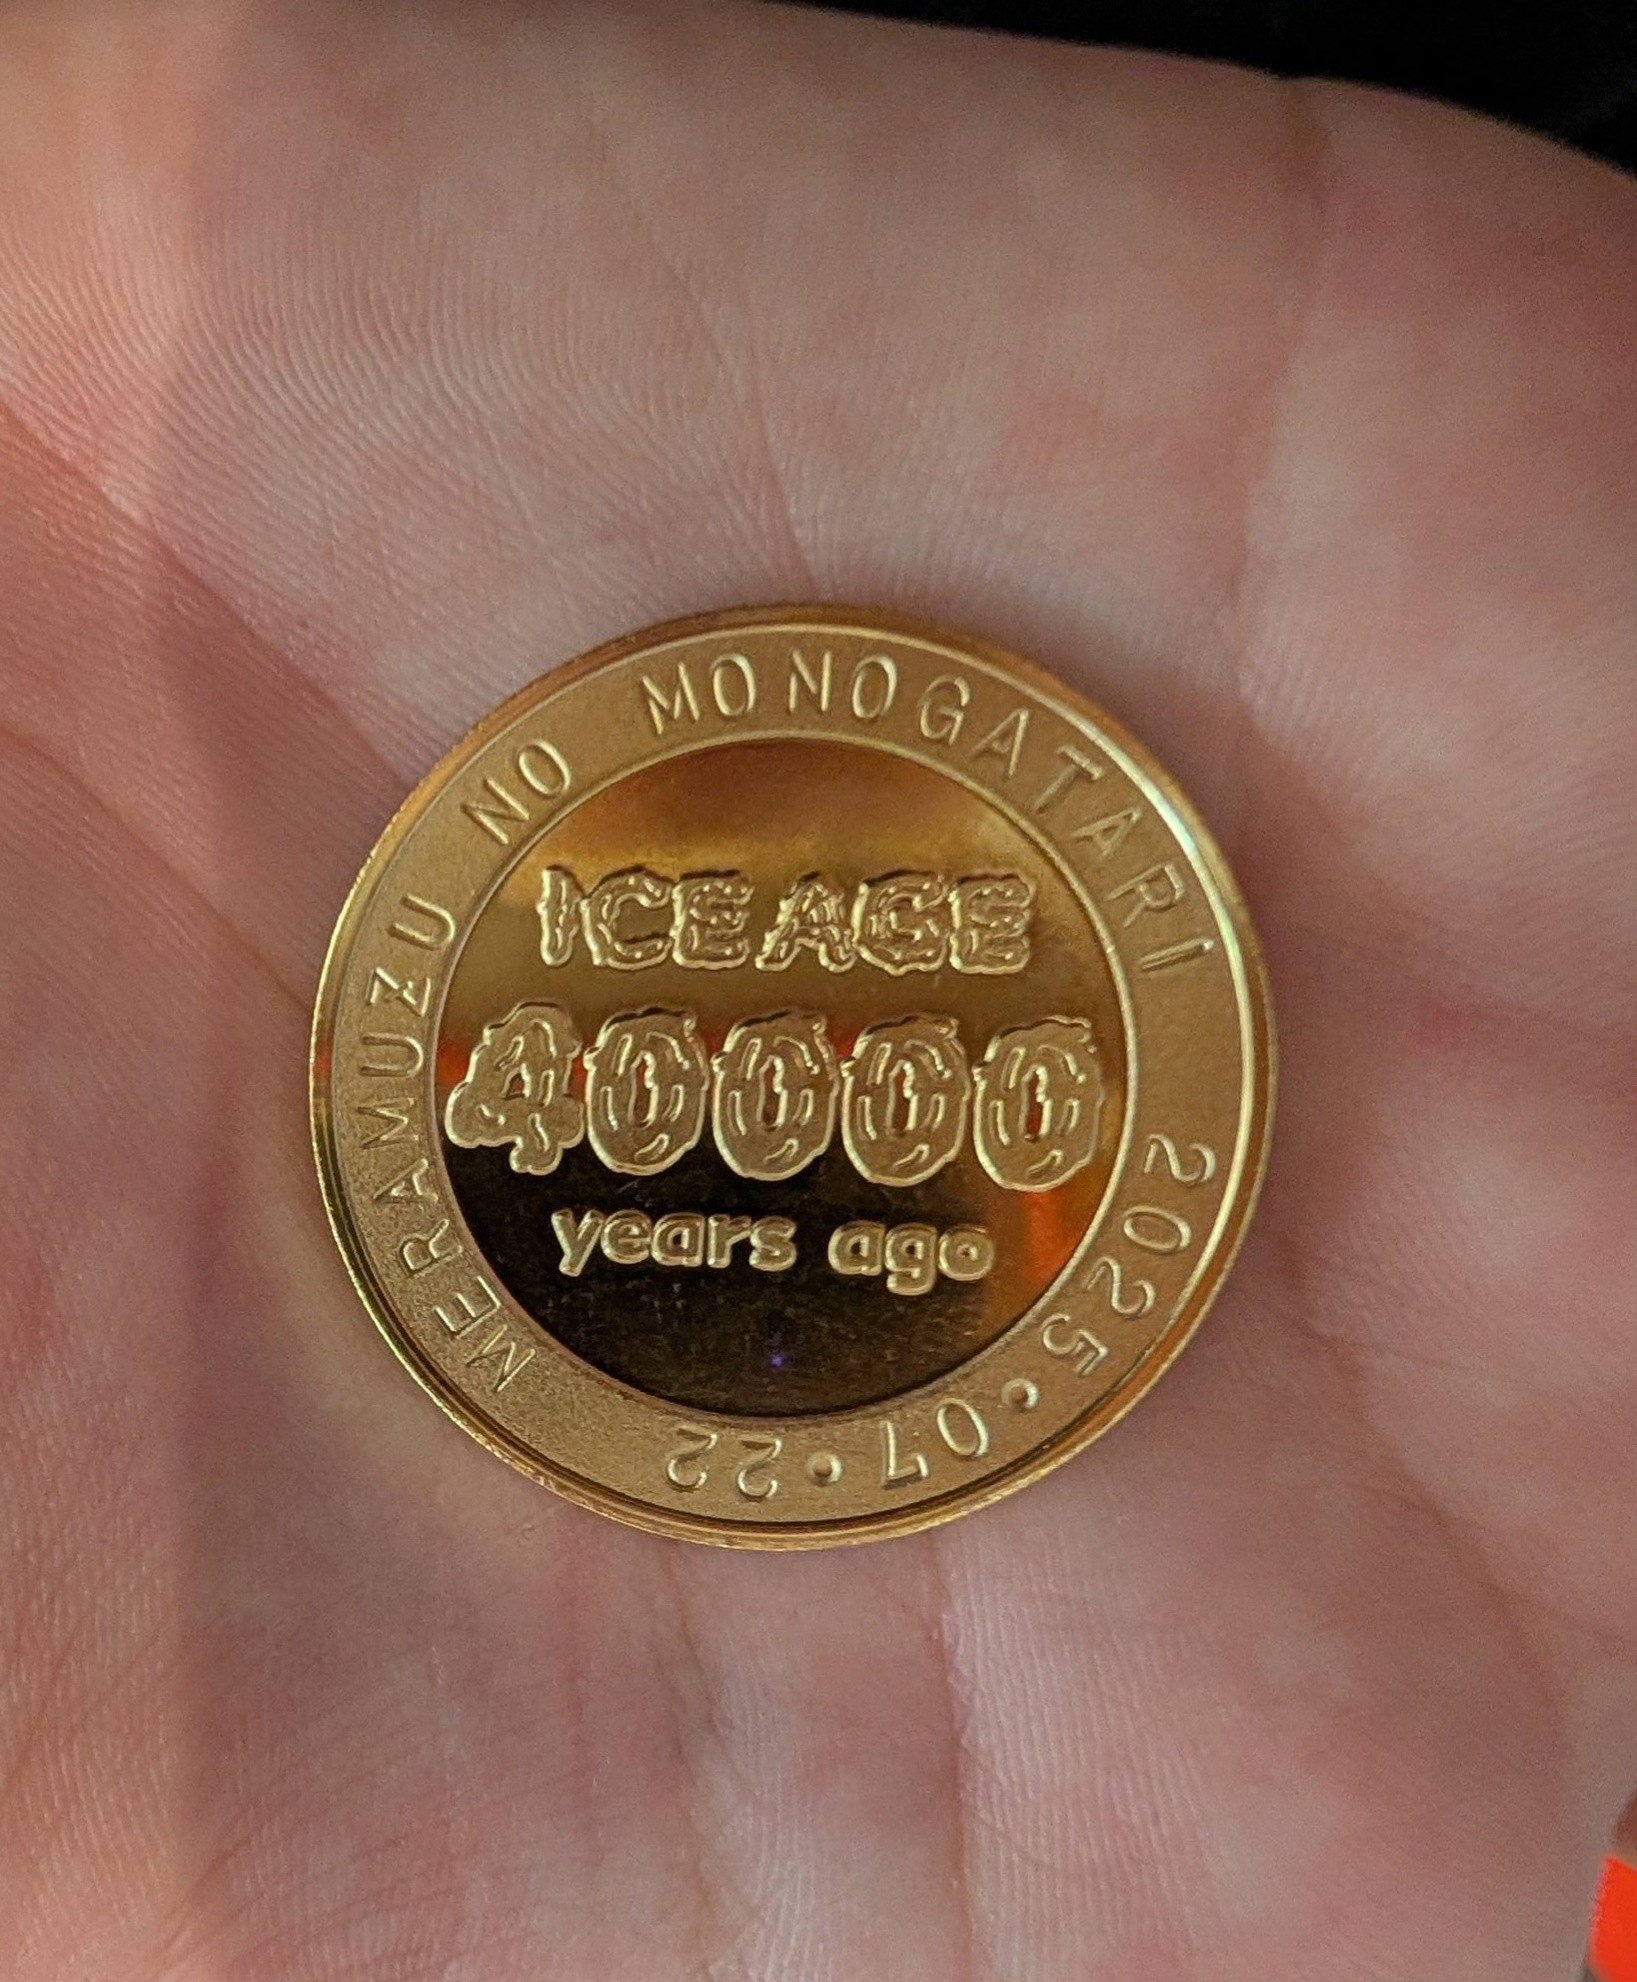 MERAMUZU NO MONOGATARI 2025•07•22
ICE AGE
40000
years ago